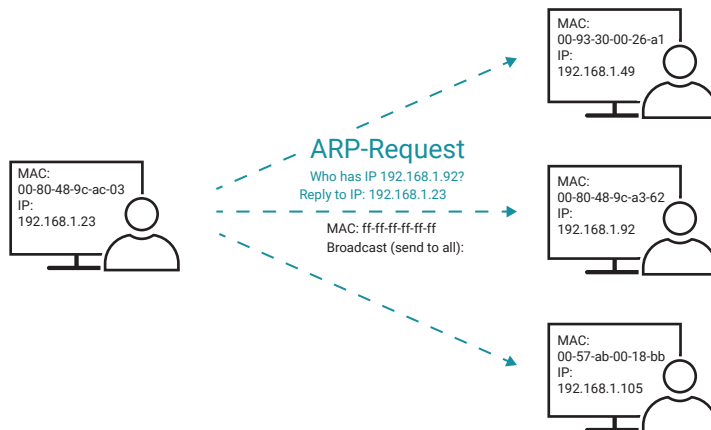 MAC:
00-80-48-9c-ac-03
IP:
192.168.1.23
ARP-Request
Who has IP 192.168.1.92?
Reply to IP: 192.168.1.23
MAC: ff-ff-ff-ff-ff-ff
Broadcast (send to all):
MAC:
00-93-30-00-26-a1
IP:
192.168.1.49
MAC:
00-80-48-9c-a3-62
IP:
192.168.1.92
MAC:
00-57-ab-00-18-bb
IP:
192.168.1.105